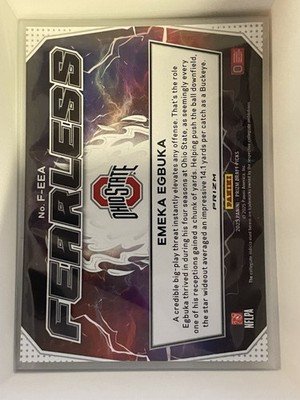 No. F-EEA
FEARLESS
OHIO STATE
EMEKA EGBUKA
A credible big-play threat instantly elevates any offense. That's the role
Egbuka thrived in during his four seasons at Ohio State, as seemingly every
one of his receptions gained a chunk of yards. Helping push the ball downfield,
the star wideout averaged an impressive 14.1 yards per catch as a Buckeye.
PRIZM
PANINI
NFLPA